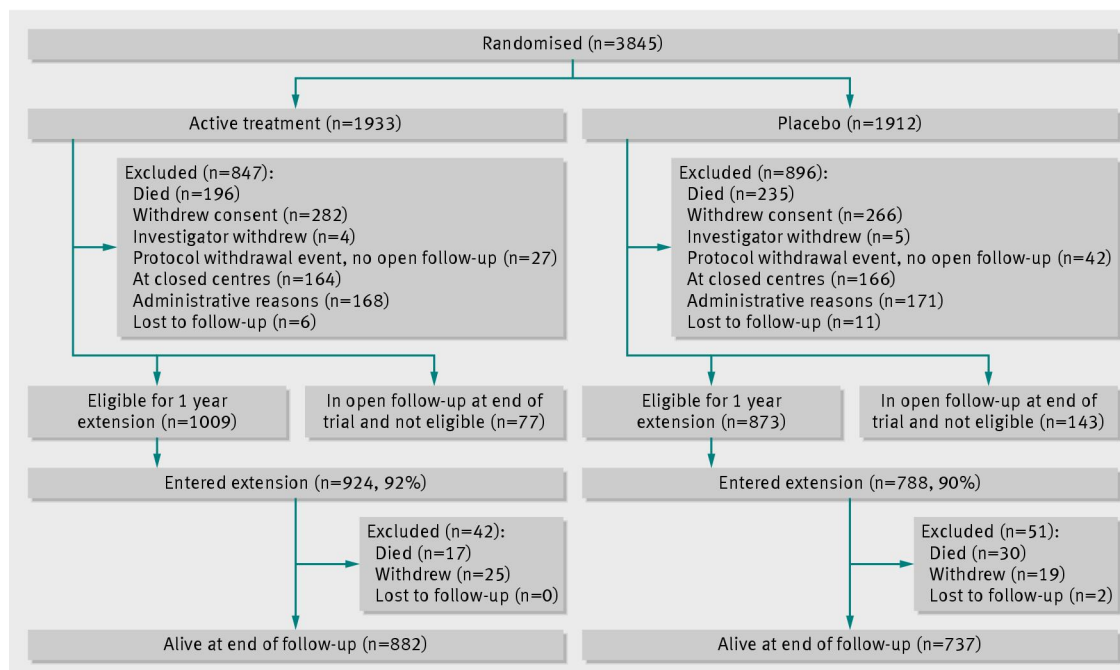 Randomised (n=3845)
Active treatment (n=1933)
Placebo (n=1912)
Excluded (n=847):
Died (n=196)
Withdrew consent (n=282)
Investigator withdrew (n=4)
Protocol withdrawal event, no open follow-up (n=27)
At closed centres (n=164)
Administrative reasons (n=168)
Lost to follow-up (n=6)
Excluded (n=896):
Died (n=235)
Withdrew consent (n=266)
Investigator withdrew (n=5)
Protocol withdrawal event, no open follow-up (n=42)
At closed centres (n=166)
Administrative reasons (n=171)
Lost to follow-up (n=11)
Eligible for 1 year
extension (n=1009)
In open follow-up at end of
trial and not eligible (n=77)
Eligible for 1 year
extension (n=873)
In open follow-up at end of
trial and not eligible (n=143)
Entered extension (n=924, 92%)
Entered extension (n=788, 90%)
Excluded (n=42):
Died (n=17)
Withdrew (n=25)
Lost to follow-up (n=0)
Excluded (n=51):
Died (n=30)
Withdrew (n=19)
Lost to follow-up (n=2)
Alive at end of follow-up (n=882)
Alive at end of follow-up (n=737)